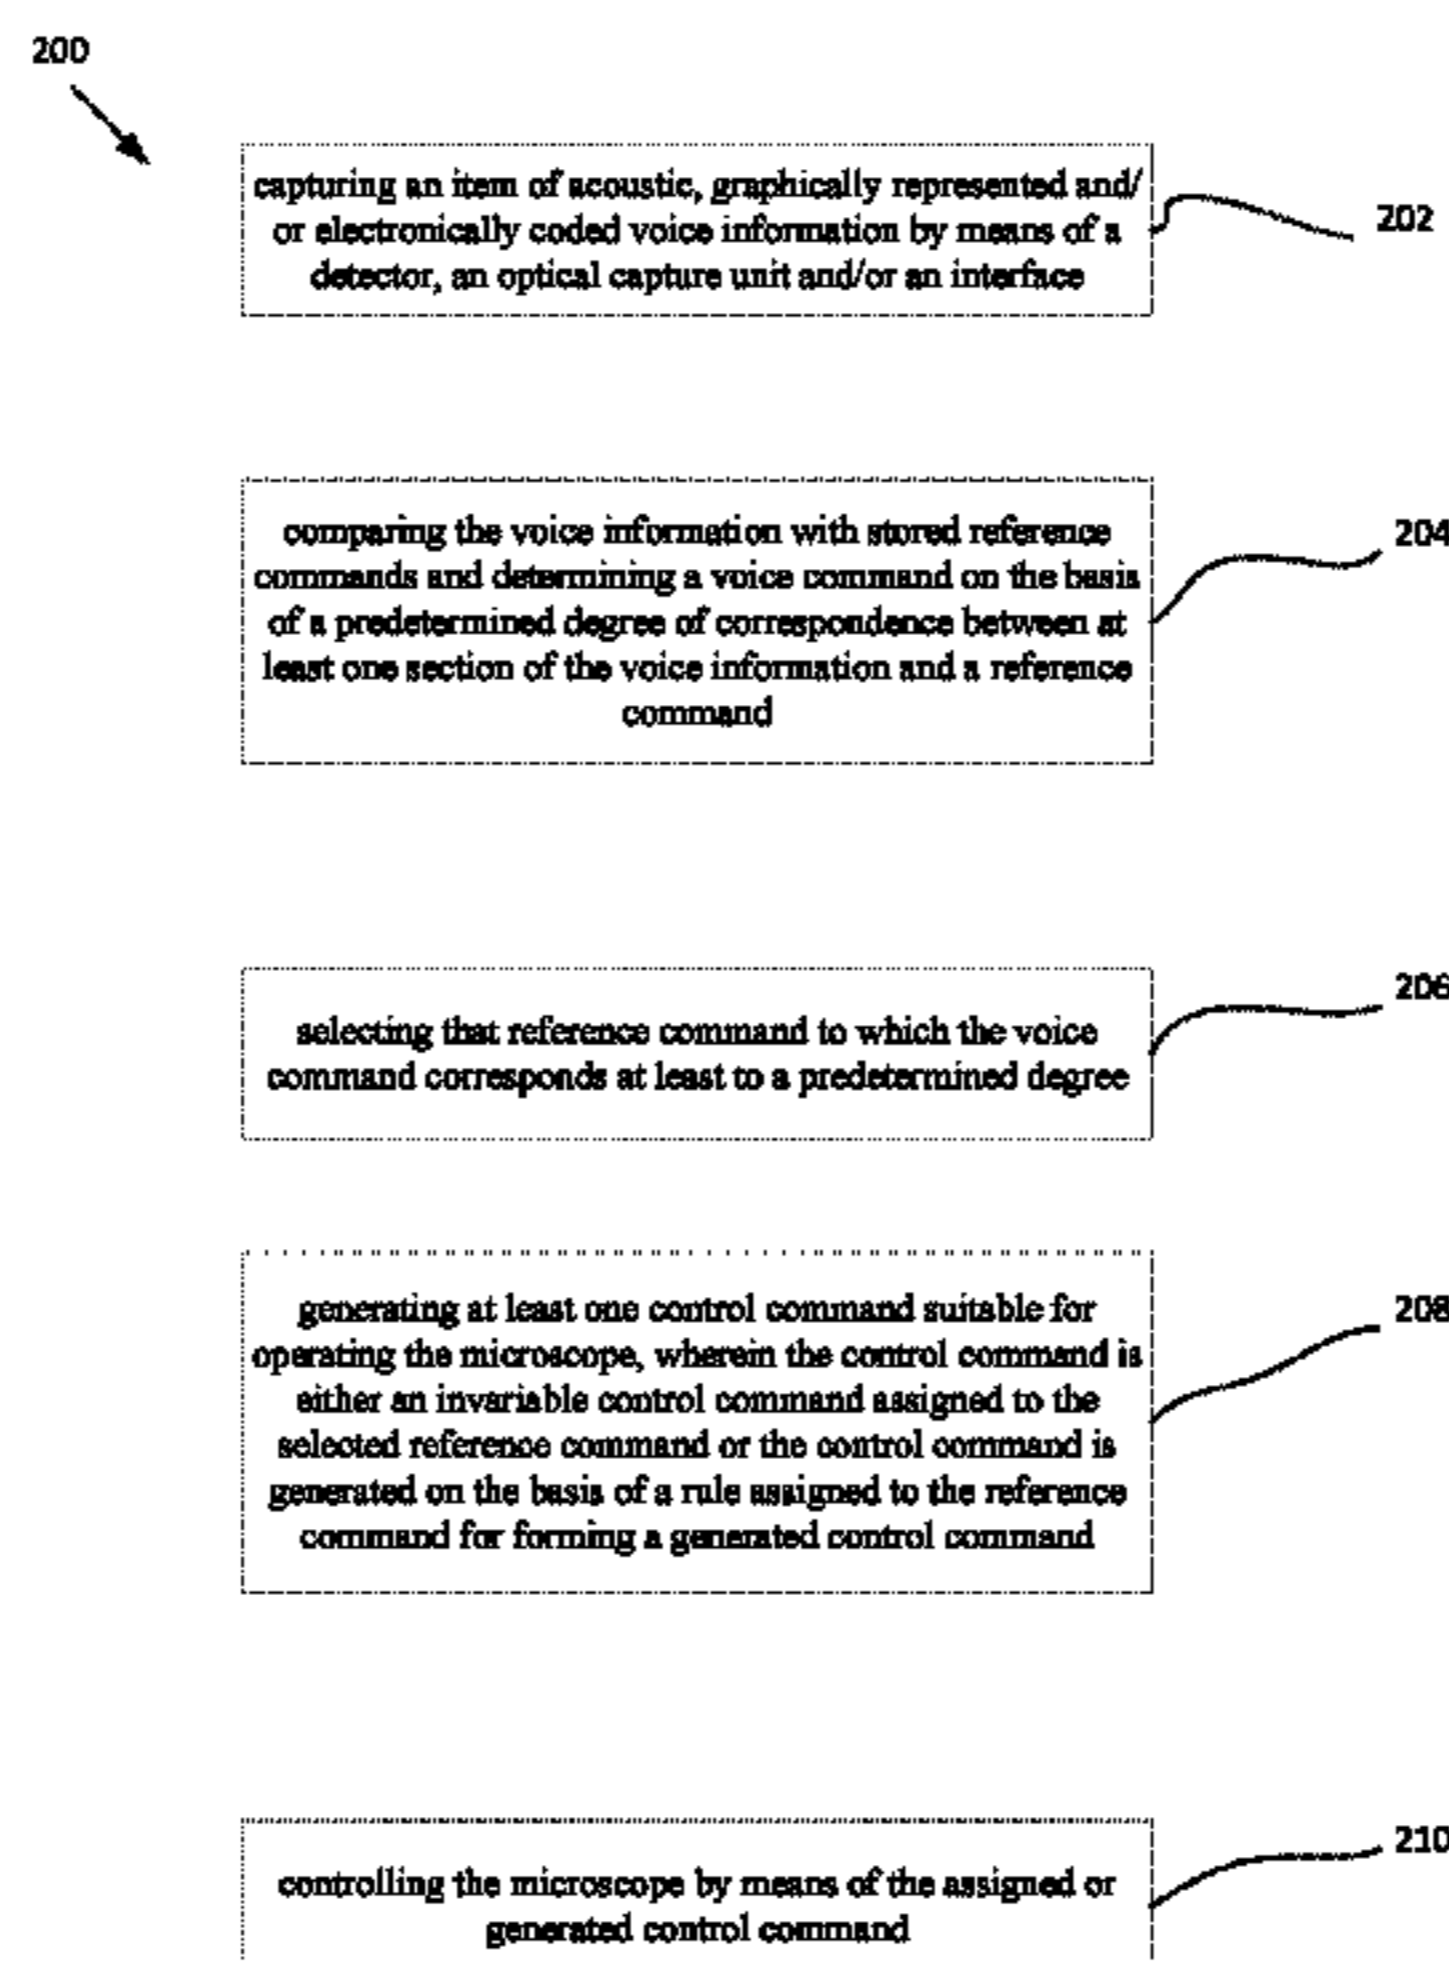 200
capturing an item of acoustic, graphically represented and/
or electronically coded voice information by means of a
detector, an optical capture unit and/or an interface
202
comparing the voice information with stored reference
commands and determining a voice command on the basis
of a predetermined degree of correspondence between at
least one section of the voice information and a reference
command
204
selecting that reference command to which the voice
command corresponds at least to a predetermined degree
206
generating at least one control command suitable for
operating the microscope, wherein the control command is
either an invariable control command assigned to the
selected reference command or the control command is
generated on the basis of a rule assigned to the reference
command for forming a generated control command
208
controlling the microscope by means of the assigned or
generated control command
210